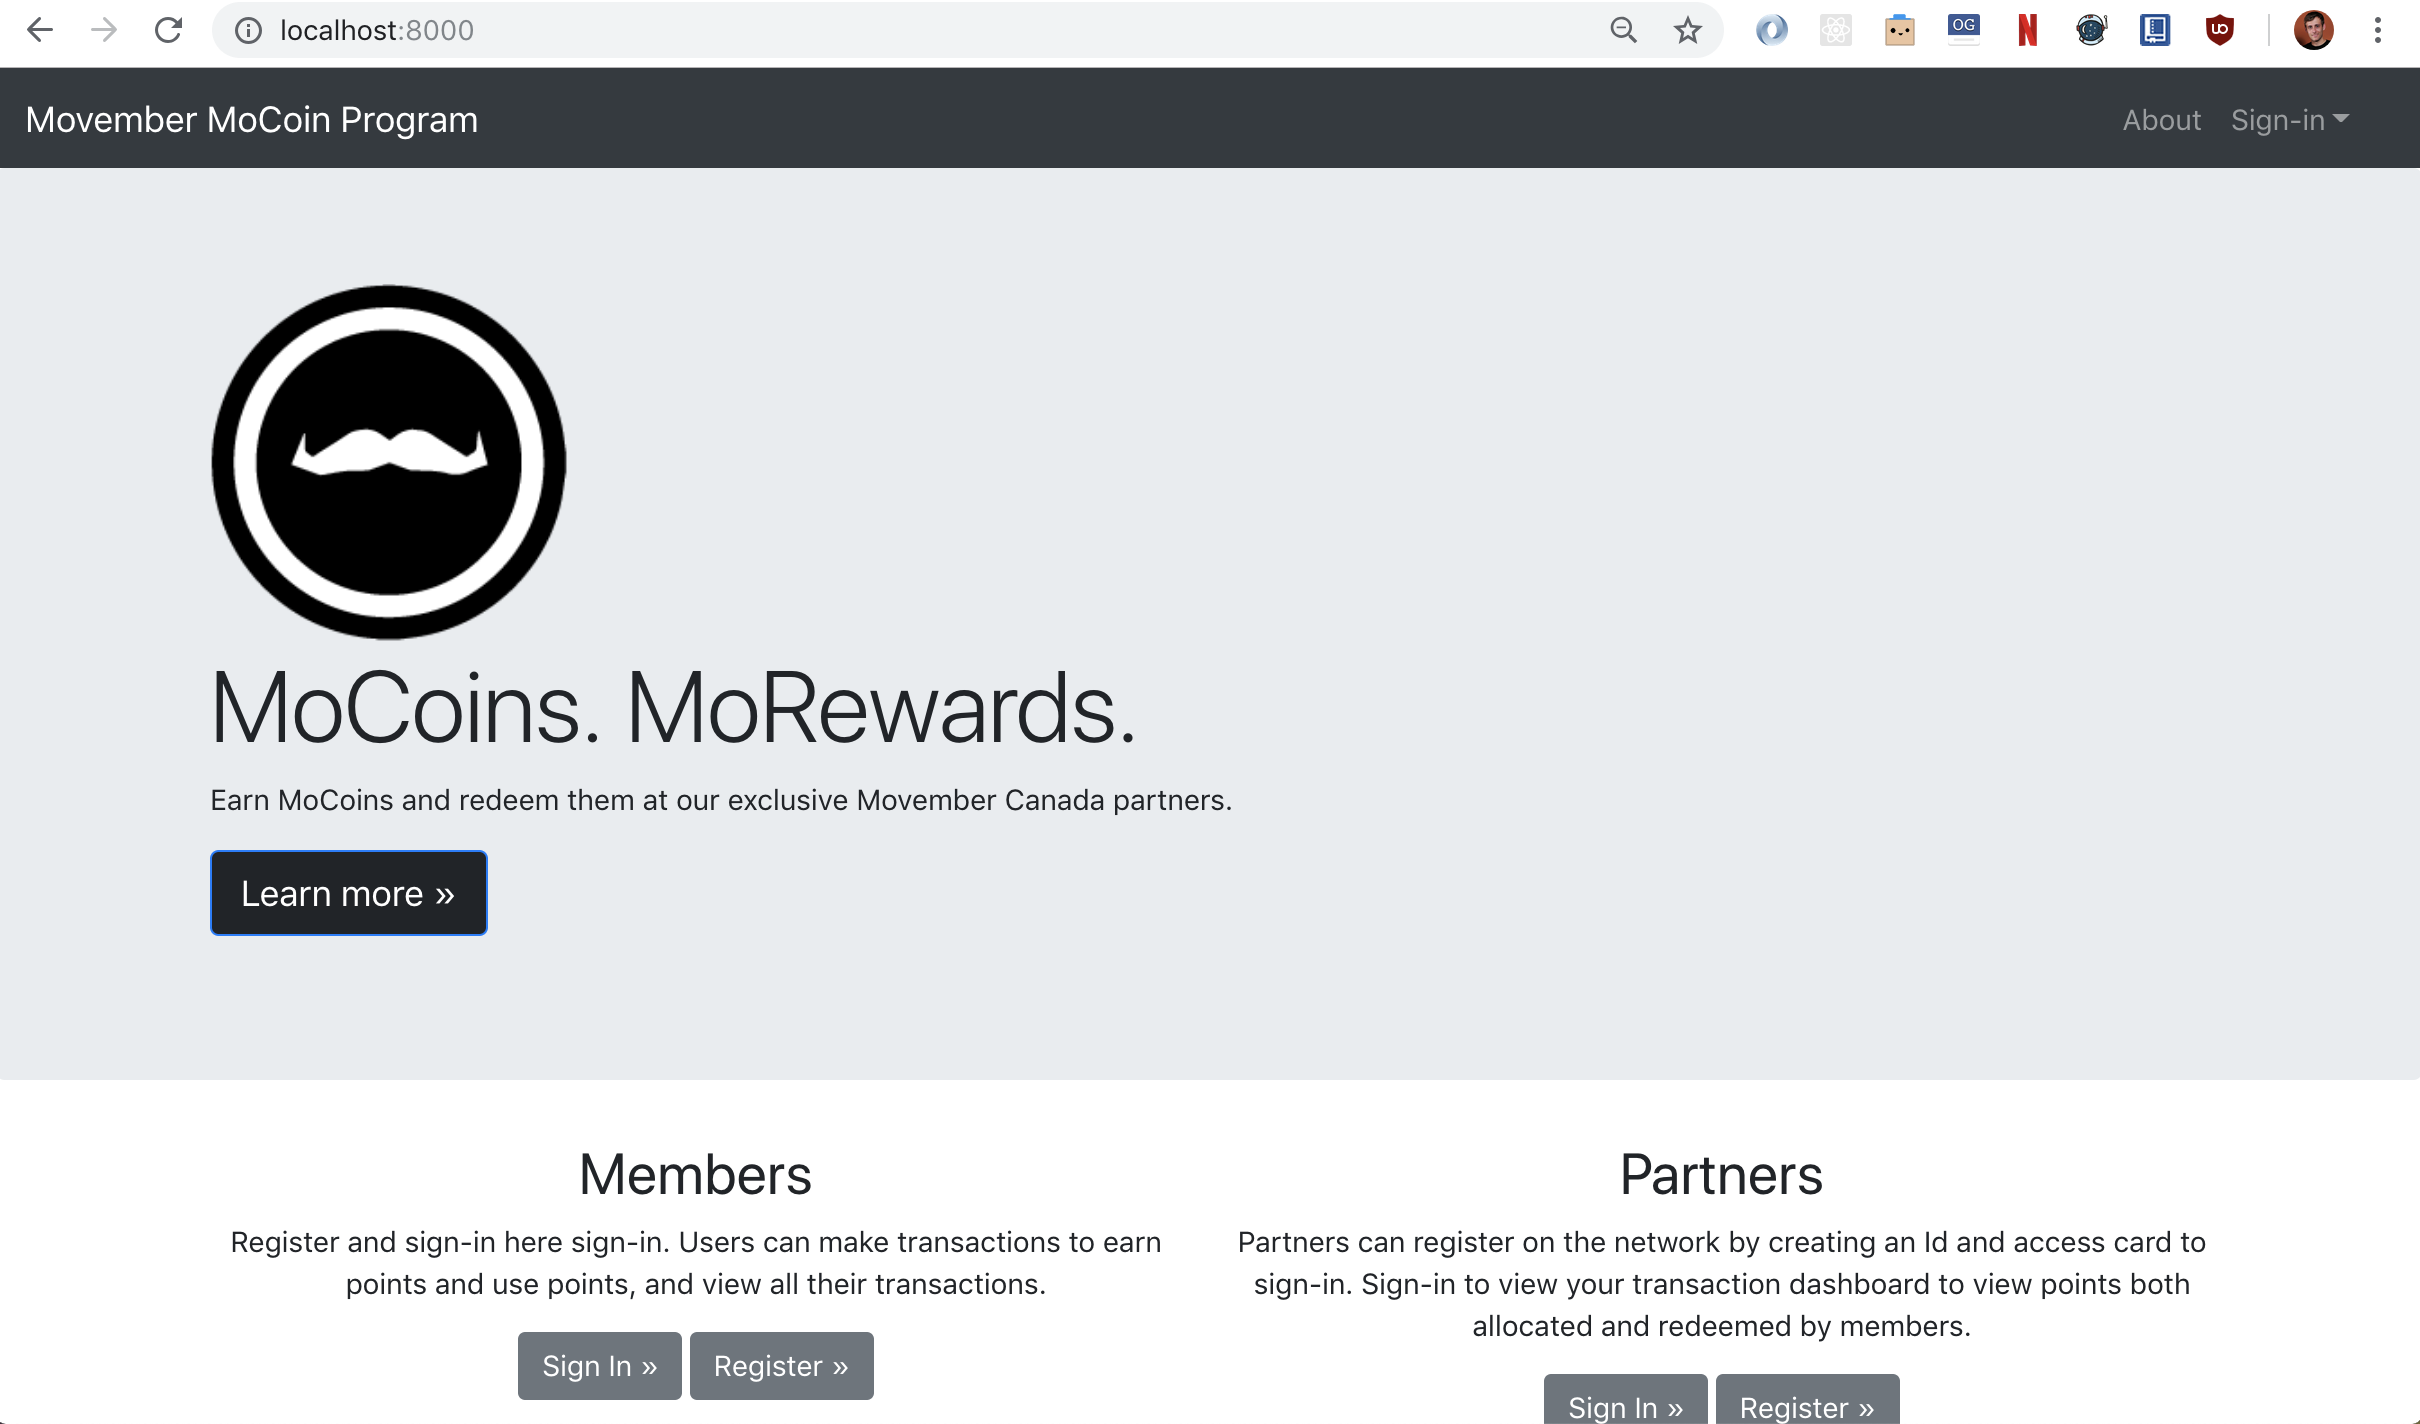 localhost:8000
OG
N
UO
Movember MoCoin Program
About Sign-in
MoCoins. MoRewards.
Earn MoCoins and redeem them at our exclusive Movember Canada partners.
Learn more »
Members
Register and sign-in here sign-in. Users can make transactions to earn
points and use points, and view all their transactions.
Sign In » Register »
Partners
Partners can register on the network by creating an Id and access card to
sign-in. Sign-in to view your transaction dashboard to view points both
allocated and redeemed by members.
Sign In » Register »